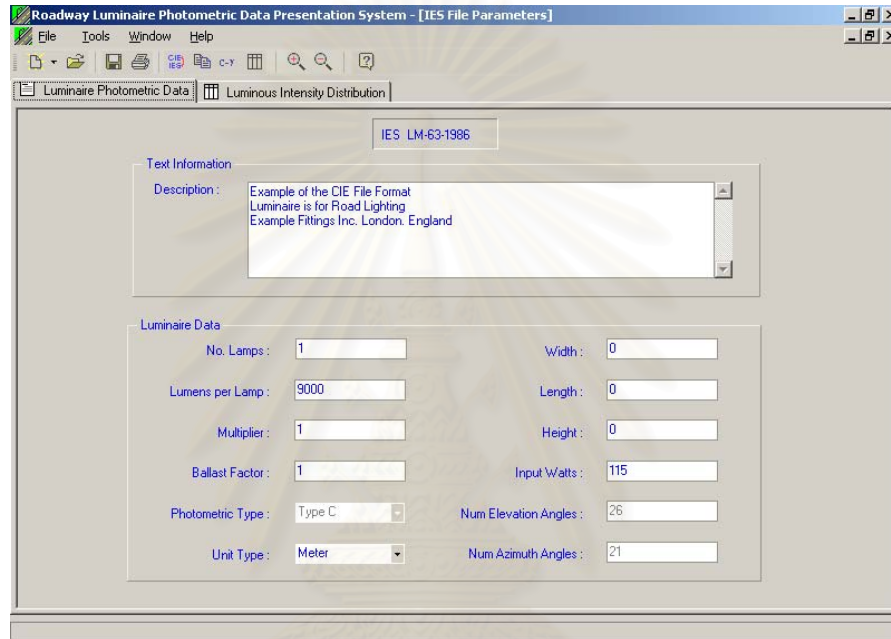 Roadway Luminaire Photometric Data Presentation System - [IES File Parameters]
File Tools Window Help
CIE IES C-γ
Luminaire Photometric Data Luminous Intensity Distribution
IES LM-63-1986
Text Information
Description : Example of the CIE File Format
Luminaire is for Road Lighting
Example Fittings Inc. London. England
Luminaire Data
No. Lamps : 1 Width : 0
Lumens per Lamp : 9000 Length : 0
Multiplier : 1 Height : 0
Ballast Factor : 1 Input Watts : 115
Photometric Type : Type C Num Elevation Angles : 26
Unit Type : Meter Num Azimuth Angles : 21